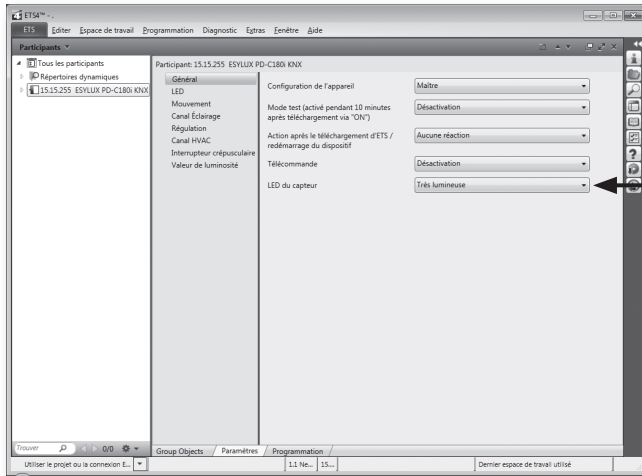 ETS4™ - .
ETS Editer Espace de travail Programmation Diagnostic Extras Fenêtre Aide
Participants
Tous les participants
Répertoires dynamiques
15.15.255 ESYLUX PD-C180i KNX
Participant: 15.15.255 ESYLUX PD-C180i KNX
Général
LED
Mouvement
Canal Éclairage
Régulation
Canal HVAC
Interrupteur crépusculaire
Valeur de luminosité
Configuration de l'appareil
Maître
Mode test (activé pendant 10 minutes
après téléchargement via "ON")
Désactivation
Action après le téléchargement d'ETS /
redémarrage du dispositif
Aucune réaction
Télécommande
Désactivation
LED du capteur
Très lumineuse
Trouver
0/0
Group Objects
Paramètres
Programmation
Utiliser le projet ou la connexion E...
1.1 Ne...
15....
Dernier espace de travail utilisé